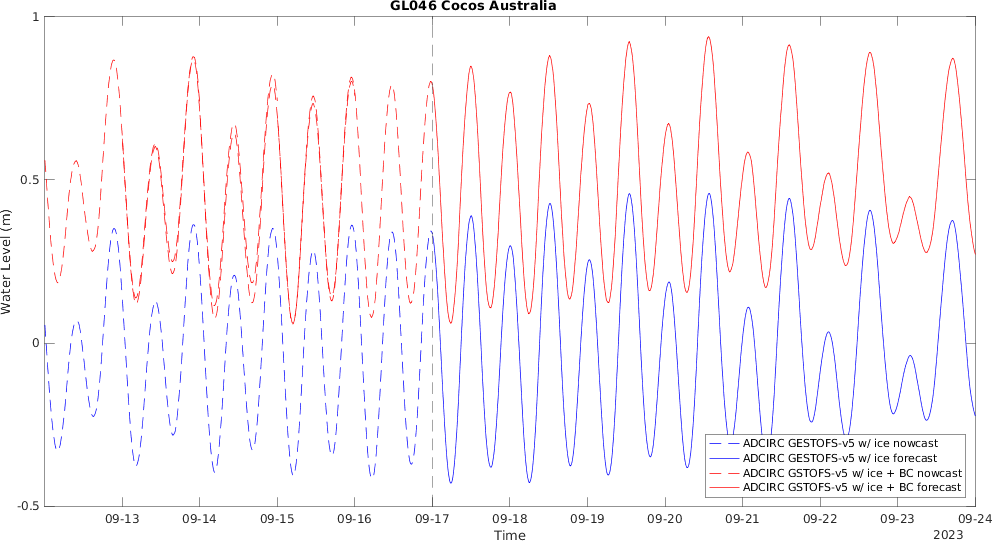 GL046 Cocos Australia
1
0.5
0
-0.5
Water Level (m)
ADCIRC GESTOFS-v5 w/ ice nowcast
ADCIRC GESTOFS-v5 w/ ice forecast
ADCIRC GSTOFS-v5 w/ ice + BC nowcast
ADCIRC GSTOFS-v5 w/ ice + BC forecast
09-13 09-14 09-15 09-16 09-17 09-18 09-19 09-20 09-21 09-22 09-23 09-24
Time
2023